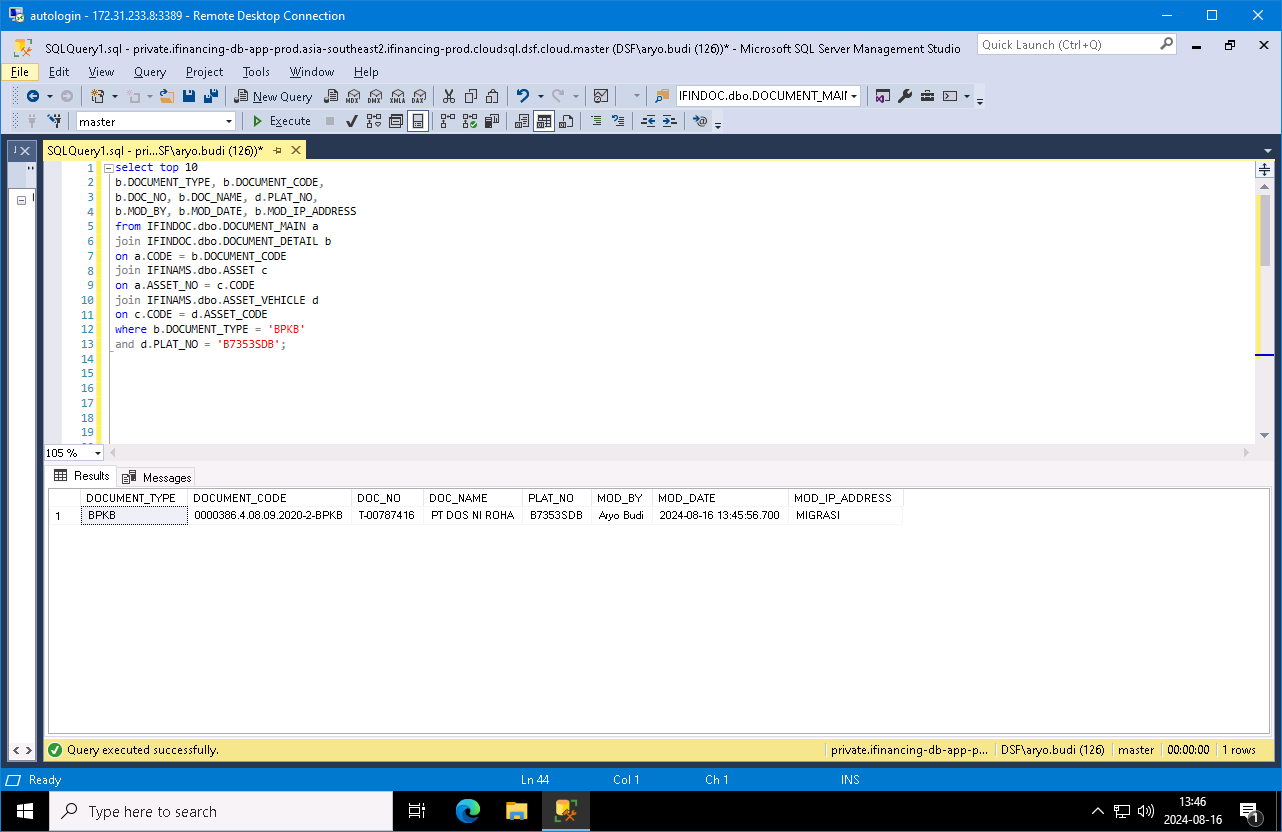 autologin - 172.31.233.8:3389 - Remote Desktop Connection
SQLQuery1.sql - private.ifinancing-db-app-prod.asia-southeast2.ifinancing-prod.cloudsql.dsf.cloud.master (DSF\aryo.budi (126))* - Microsoft SQL Server Management Studio
Quick Launch (Ctrl+Q)
File Edit View Query Project Tools Window Help
New Query MDX DMX XMLA DAX IFINDOC.dbo.DOCUMENT_MAIN
master Execute
SQLQuery1.sql - pri...SF\aryo.budi (126))*
1 select top 10
2 b.DOCUMENT_TYPE, b.DOCUMENT_CODE,
3 b.DOC_NO, b.DOC_NAME, d.PLAT_NO,
4 b.MOD_BY, b.MOD_DATE, b.MOD_IP_ADDRESS
5 from IFINDOC.dbo.DOCUMENT_MAIN a
6 join IFINDOC.dbo.DOCUMENT_DETAIL b
7 on a.CODE = b.DOCUMENT_CODE
8 join IFINAMS.dbo.ASSET c
9 on a.ASSET_NO = c.CODE
10 join IFINAMS.dbo.ASSET_VEHICLE d
11 on c.CODE = d.ASSET_CODE
12 where b.DOCUMENT_TYPE = 'BPKB'
13 and d.PLAT_NO = 'B7353SDB';
14
15
16
17
18
19
105 %
Results Messages
DOCUMENT_TYPE DOCUMENT_CODE DOC_NO DOC_NAME PLAT_NO MOD_BY MOD_DATE MOD_IP_ADDRESS
1 BPKB 0000386.4.08.09.2020-2-BPKB T-00787416 PT DOS NI ROHA B7353SDB Aryo Budi 2024-08-16 13:45:56.700 MIGRASI
Query executed successfully. private.ifinancing-db-app-p... DSF\aryo.budi (126) master 00:00:00 1 rows
Ready Ln 44 Col 1 Ch 1 INS
Type here to search
13:46
2024-08-16
1